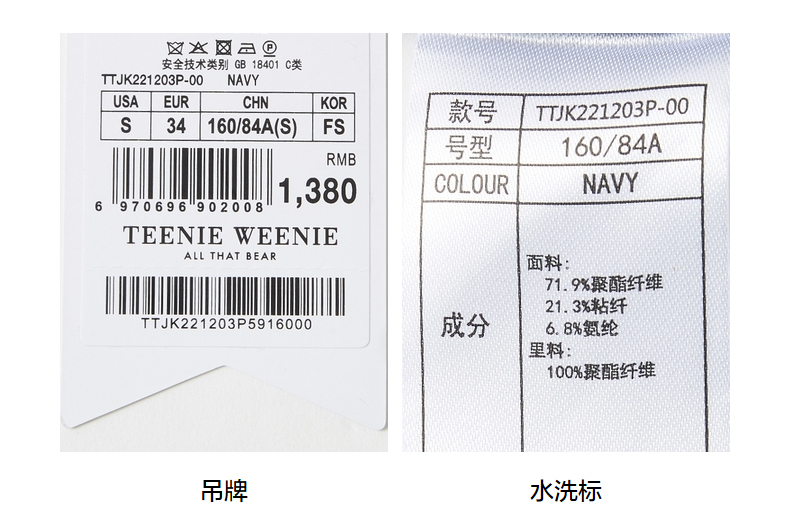 安全技术类别 GB 18401 C类
TTJK221203P-00 NAVY
USA EUR CHN KOR
S 34 160/84A(S) FS
RMB
1,380
6 970696 902008
TEENIE WEENIE
ALL THAT BEAR
TTJK221203P5916000
吊牌
款号 TTJK221203P-00
号型 160/84A
COLOUR NAVY
成分
面料:
71.9%聚酯纤维
21.3%粘纤
6.8%氨纶
里料:
100%聚酯纤维
水洗标